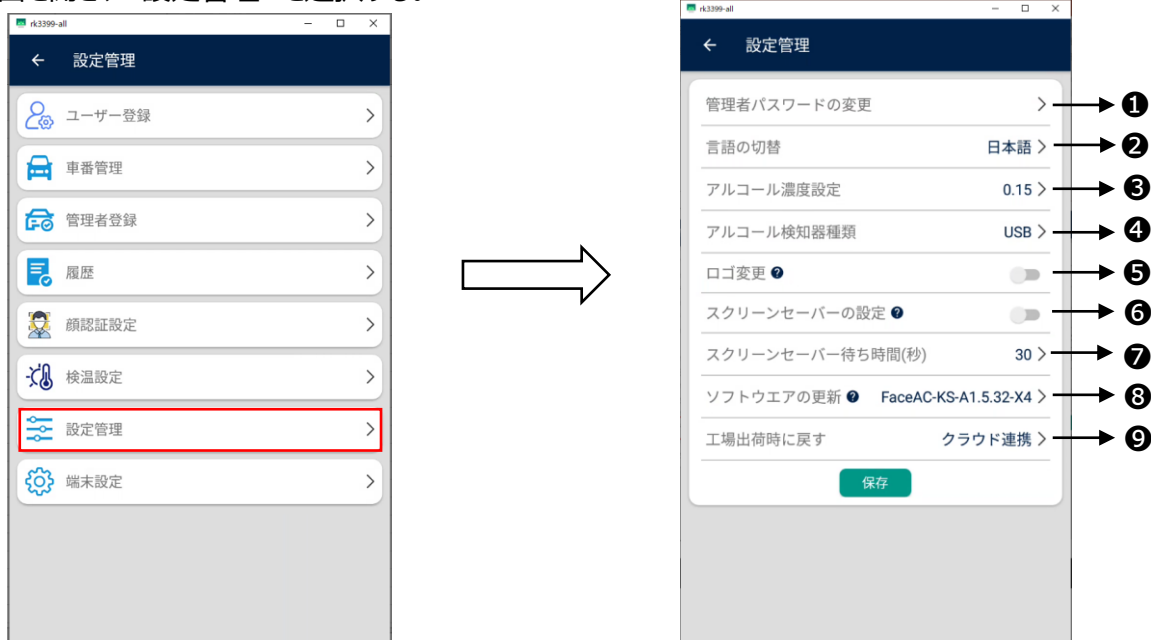 rk3399-all
設定管理
ユーザー登録
車番管理
管理者登録
履歴
顔認証設定
検温設定
設定管理
端末設定
rk3399-all
設定管理
管理者パスワードの変更 ❶
言語の切替 日本語 ❷
アルコール濃度設定 0.15 ❸
アルコール検知器種類 USB ❹
ロゴ変更 ❺
スクリーンセーバーの設定 ❻
スクリーンセーバー待ち時間(秒) 30 ❼
ソフトウエアの更新 FaceAC-KS-A1.5.32-X4 ❽
工場出荷時に戻す クラウド連携 ❾
保存